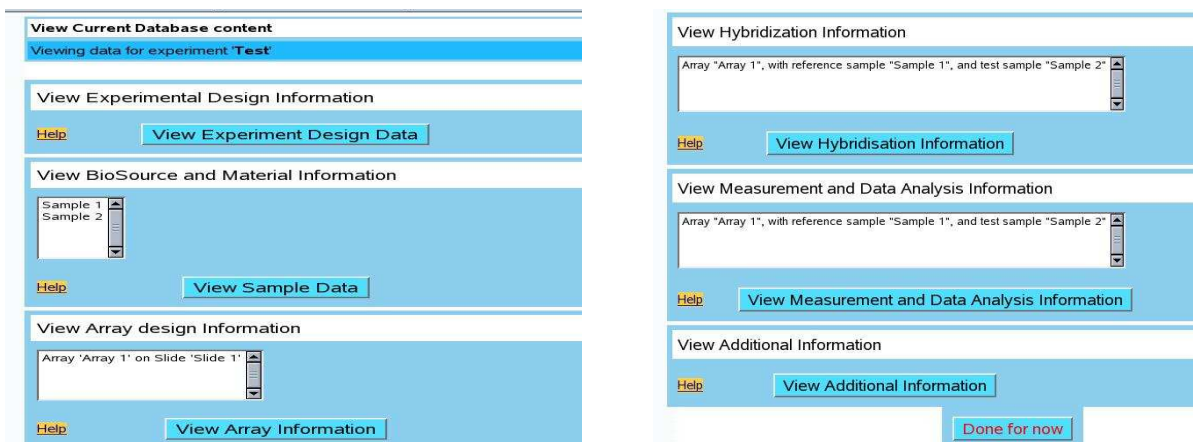 View Current Database content
Viewing data for experiment 'Test'
View Experimental Design Information
Help
View Experiment Design Data
View BioSource and Material Information
Sample 1
Sample 2
Help
View Sample Data
View Array design Information
Array 'Array 1' on Slide 'Slide 1'
Help
View Array Information
View Hybridization Information
Array "Array 1", with reference sample "Sample 1", and test sample "Sample 2"
Help
View Hybridisation Information
View Measurement and Data Analysis Information
Array "Array 1", with reference sample "Sample 1", and test sample "Sample 2"
Help
View Measurement and Data Analysis Information
View Additional Information
Help
View Additional Information
Done for now